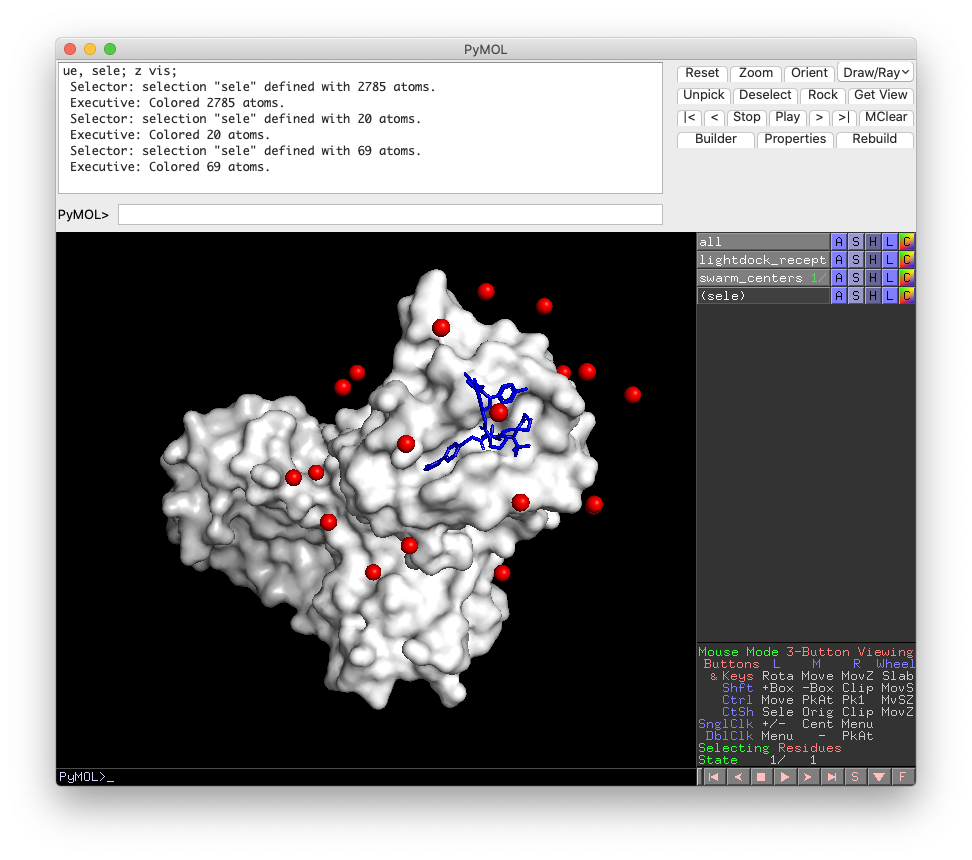 PyMOL
ue, sele; z vis;
Selector: selection "sele" defined with 2785 atoms.
Executive: Colored 2785 atoms.
Selector: selection "sele" defined with 20 atoms.
Executive: Colored 20 atoms.
Selector: selection "sele" defined with 69 atoms.
Executive: Colored 69 atoms.
PyMOL>
Reset Zoom Orient Draw/Ray
Unpick Deselect Rock Get View
|< < Stop Play > >| MClear
Builder Properties Rebuild
all A S H L C
lightdock_recept A S H L C
swarm_centers 1/ A S H L C
(sele) A S H L C
Mouse Mode 3-Button Viewing
Buttons L M R Wheel
& Keys Rota Move MovZ Slab
Shft +Box -Box Clip MovS
Ctrl Move PkAt Pk1 MvSZ
CtSh Sele Orig Clip MovZ
SnglClk +/- Cent Menu
DblClk Menu - PkAt
Selecting Residues
State 1/ 1
PyMOL>_
S F